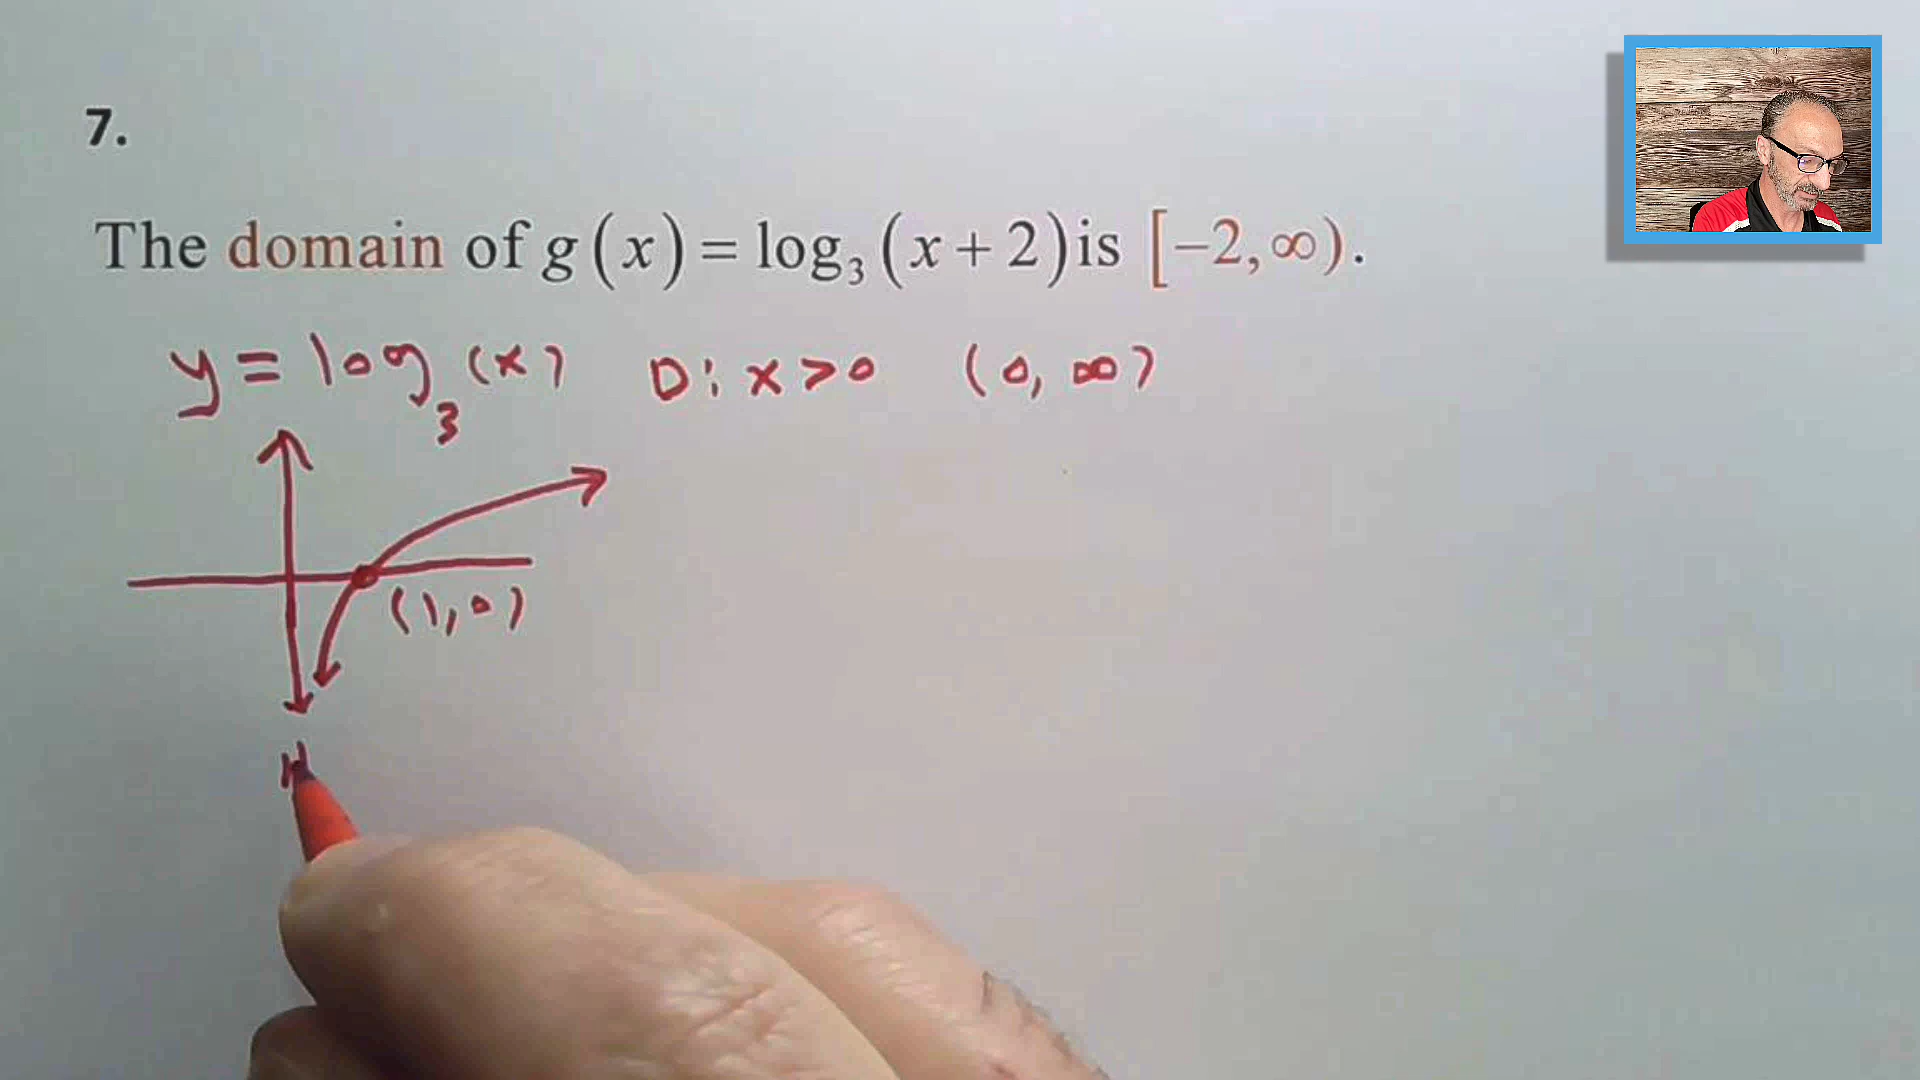 7.
The domain of g(x) = log₃(x+2) is [-2,∞).
y = log₃(x) D: x>0 (0, ∞)
(1,0)